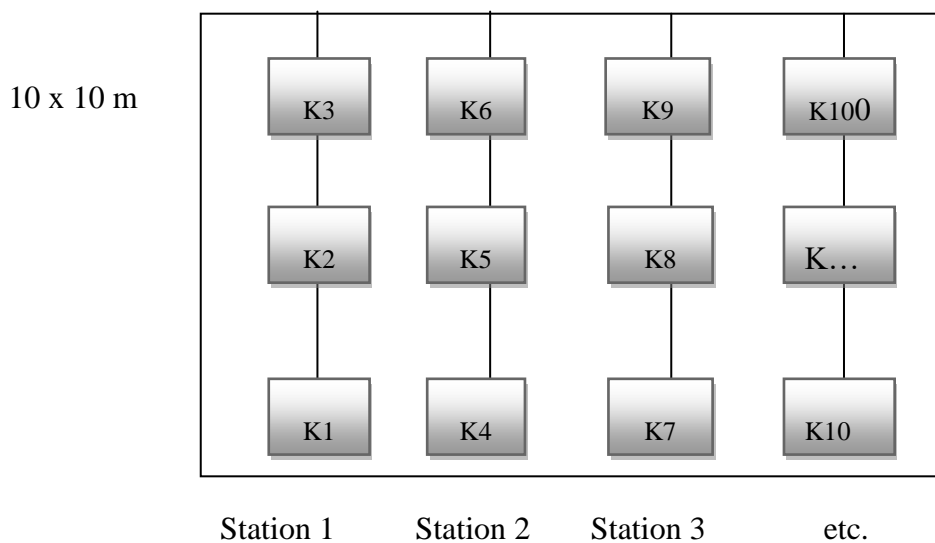 10 x 10 m
K3 K6 K9 K100
K2 K5 K8 K...
K1 K4 K7 K10
Station 1 Station 2 Station 3 etc.